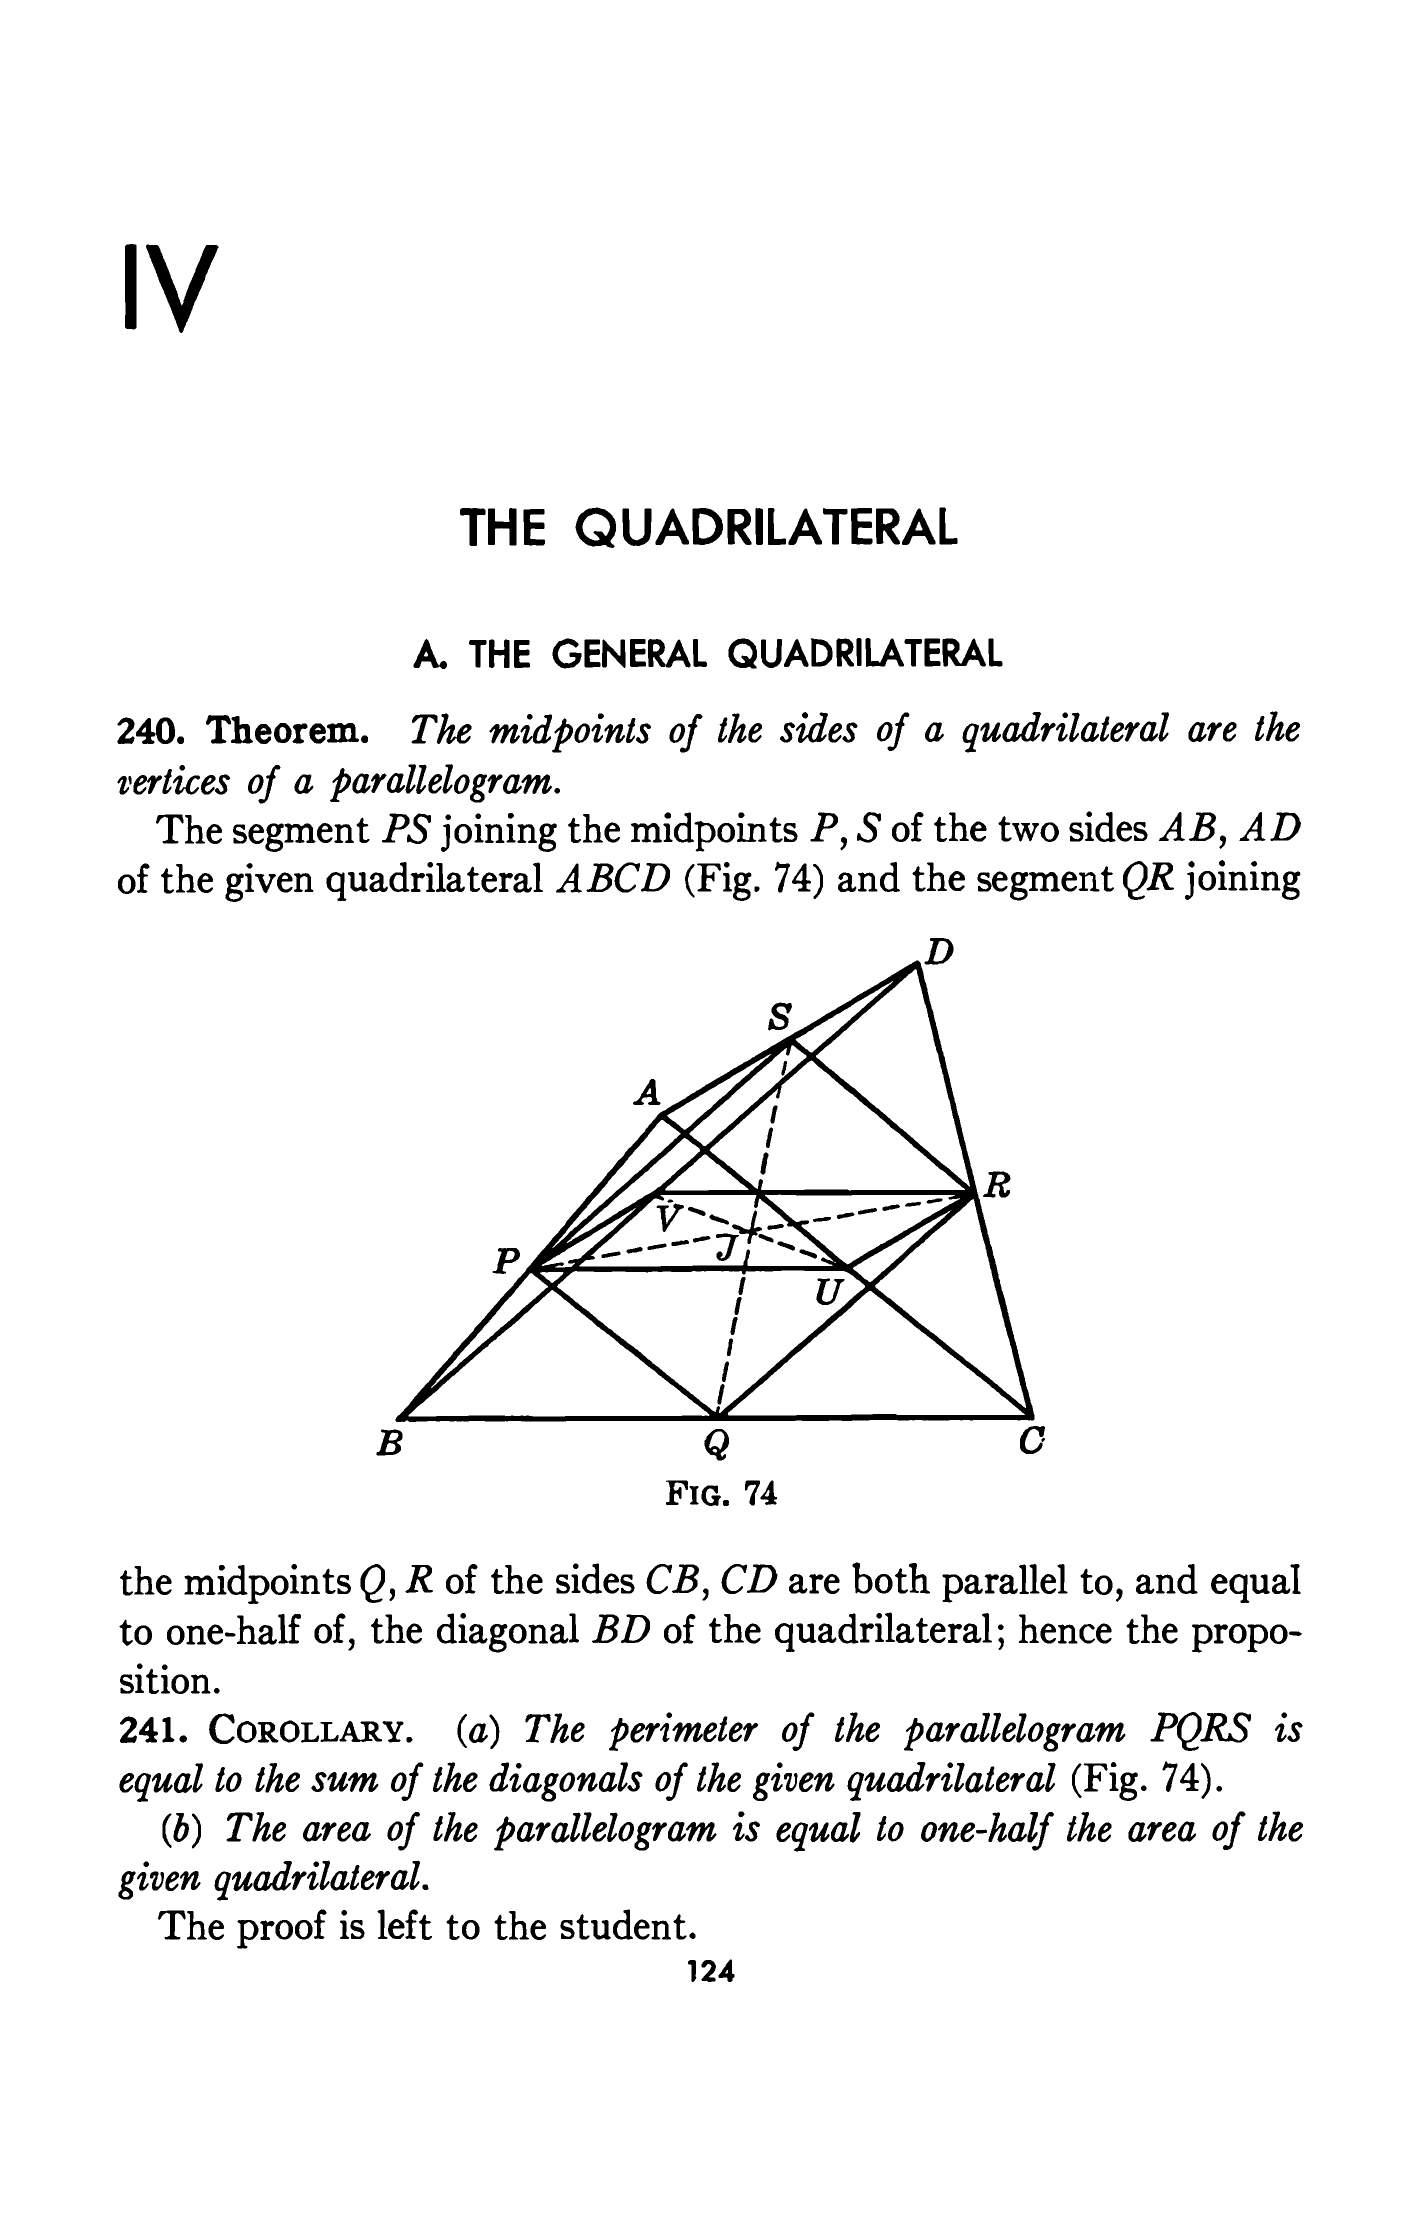 IV
THE QUADRILATERAL
A. THE GENERAL QUADRILATERAL
240. Theorem. The midpoints of the sides of a quadrilateral are the
vertices of a parallelogram.
The segment PS joining the midpoints P, S of the two sides AB, AD
of the given quadrilateral ABCD (Fig. 74) and the segment QR joining
D
S
A
R
V
J
P
U
B
Q
C
FIG. 74
the midpoints Q, R of the sides CB, CD are both parallel to, and equal
to one-half of, the diagonal BD of the quadrilateral; hence the propo-
sition.
241. COROLLARY. (a) The perimeter of the parallelogram PQRS is
equal to the sum of the diagonals of the given quadrilateral (Fig. 74).
(b) The area of the parallelogram is equal to one-half the area of the
given quadrilateral.
The proof is left to the student.
124